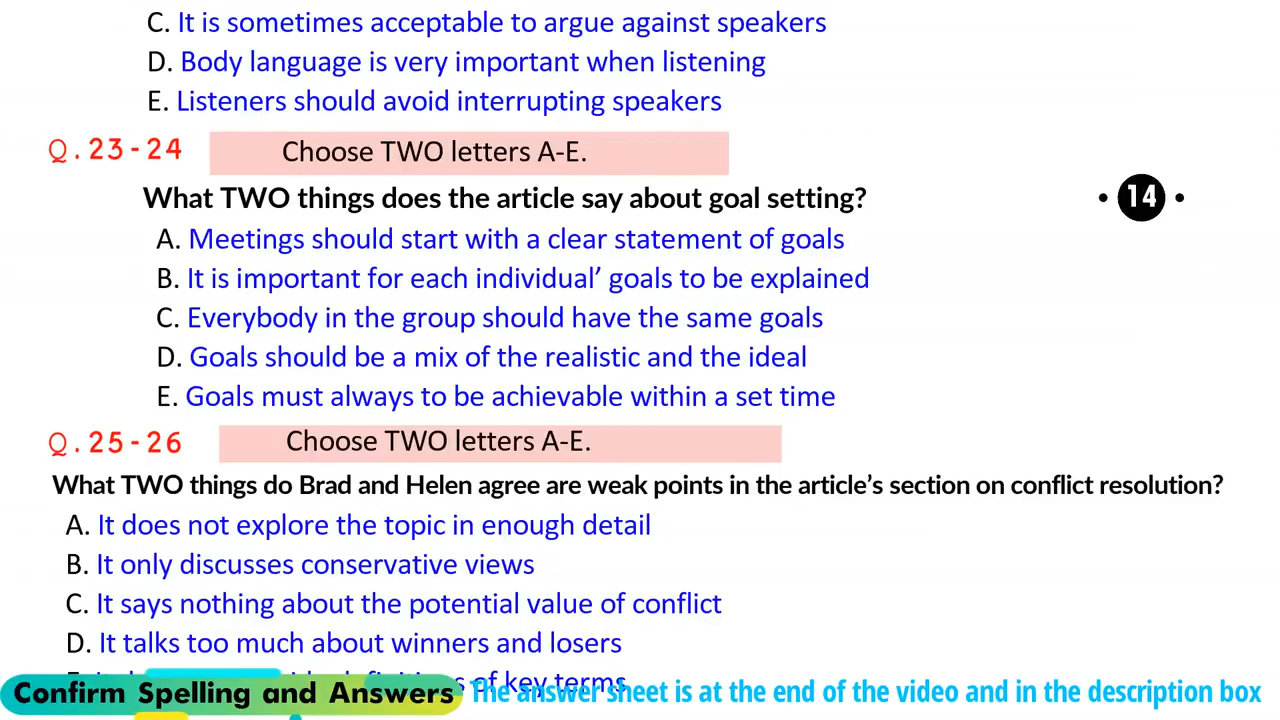 C. It is sometimes acceptable to argue against speakers
D. Body language is very important when listening
E. Listeners should avoid interrupting speakers
Q.23-24 Choose TWO letters A-E.
What TWO things does the article say about goal setting?
• 14 •
A. Meetings should start with a clear statement of goals
B. It is important for each individual’ goals to be explained
C. Everybody in the group should have the same goals
D. Goals should be a mix of the realistic and the ideal
E. Goals must always to be achievable within a set time
Q.25-26 Choose TWO letters A-E.
What TWO things do Brad and Helen agree are weak points in the article’s section on conflict resolution?
A. It does not explore the topic in enough detail
B. It only discusses conservative views
C. It says nothing about the potential value of conflict
D. It talks too much about winners and losers
of key terms
Confirm Spelling and Answers The answer sheet is at the end of the video and in the description box